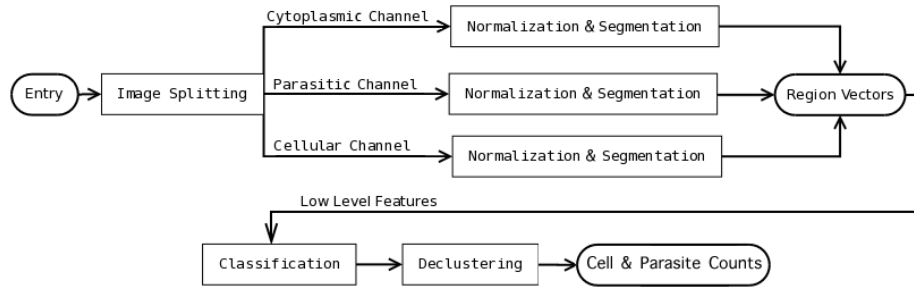 Cytoplasmic Channel
Normalization & Segmentation
Entry
Image Splitting
Parasitic Channel
Normalization & Segmentation
Region Vectors
Cellular Channel
Normalization & Segmentation
Low Level Features
Classification
Declustering
Cell & Parasite Counts